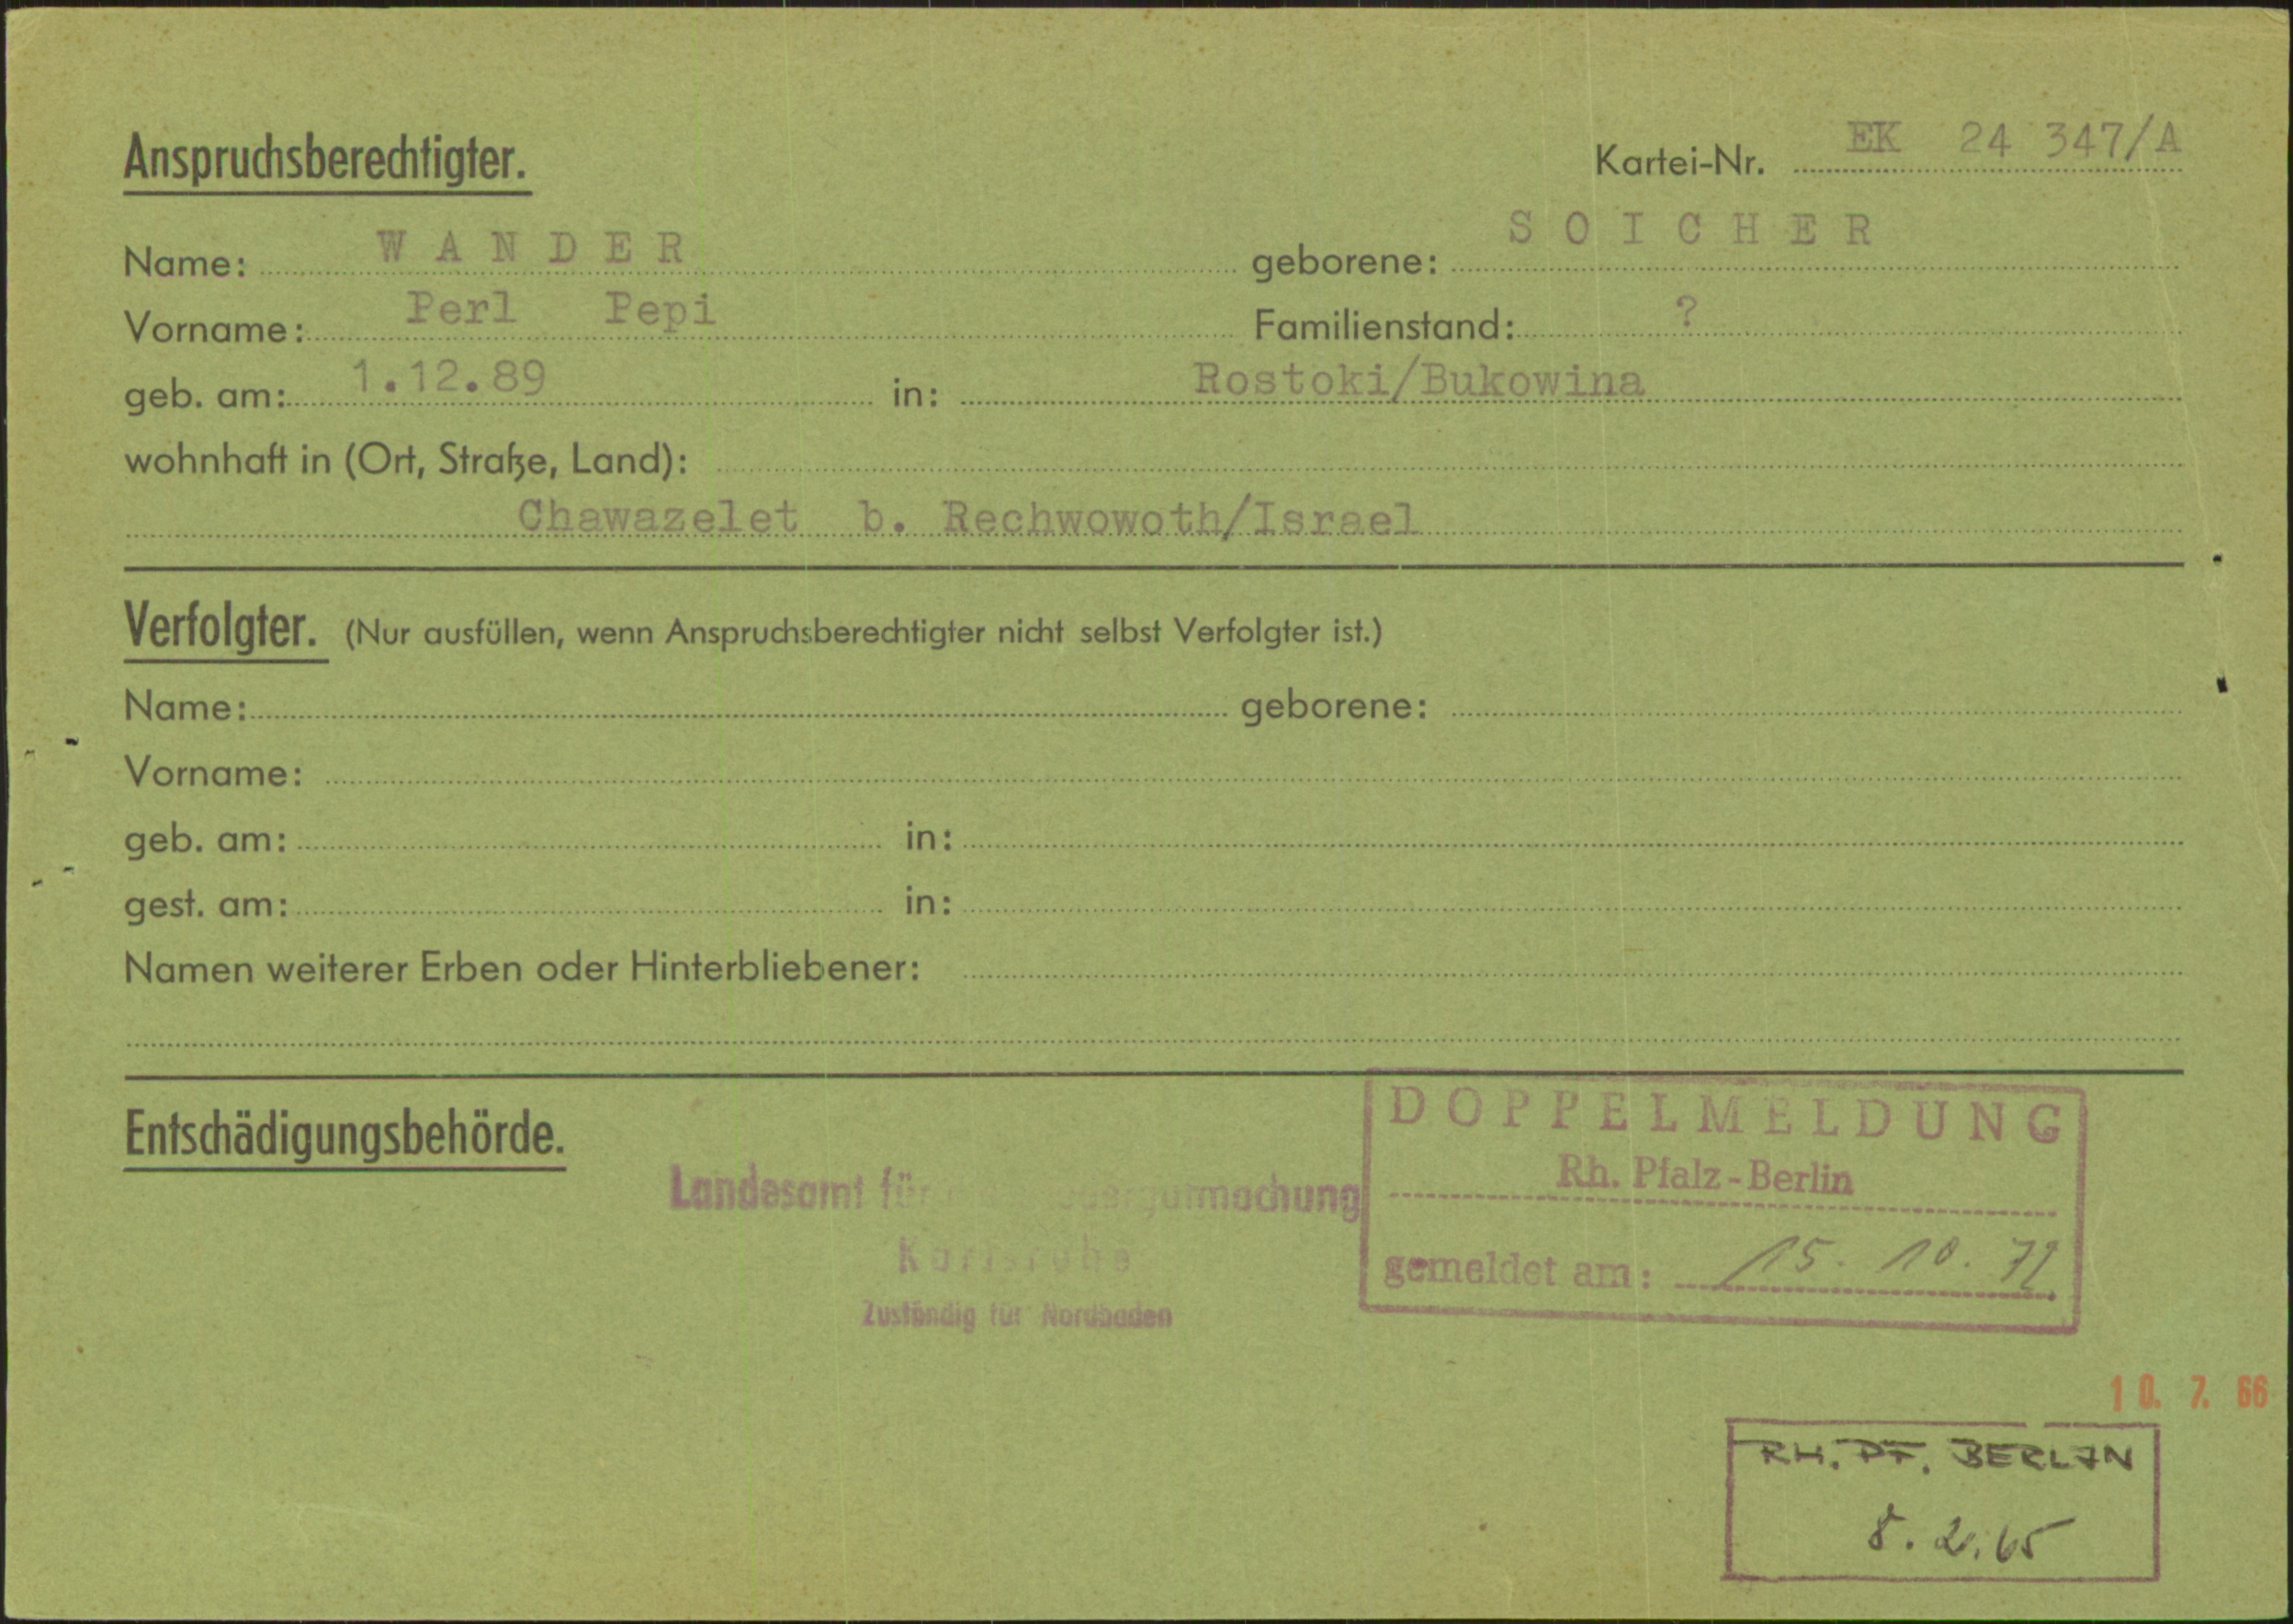 Anspruchsberechtigter.
Kartei-Nr. EK 24 347/A
Name: WANDER geborene: SOICHER
Vorname: Perl Pepi Familienstand: ?
geb. am: 1.12.89 in: Rostoki/Bukowina
wohnhaft in (Ort, Straße, Land):
Chawazelet b. Rechwowoth/Israel
Verfolgter. (Nur ausfüllen, wenn Anspruchsberechtigter nicht selbst Verfolgter ist.)
Name: geborene:
Vorname:
geb. am: in:
gest. am: in:
Namen weiterer Erben oder Hinterbliebener:
Entschädigungsbehörde.
Landesamt für
Karlsruhe
Zuständig für Nordbaden
DOPPELMELDUNG
Rh. Pfalz-Berlin
gemeldet am: 15. 10. 71
10. 7. 66
RH. PF. BERLIN
8. 2. 65